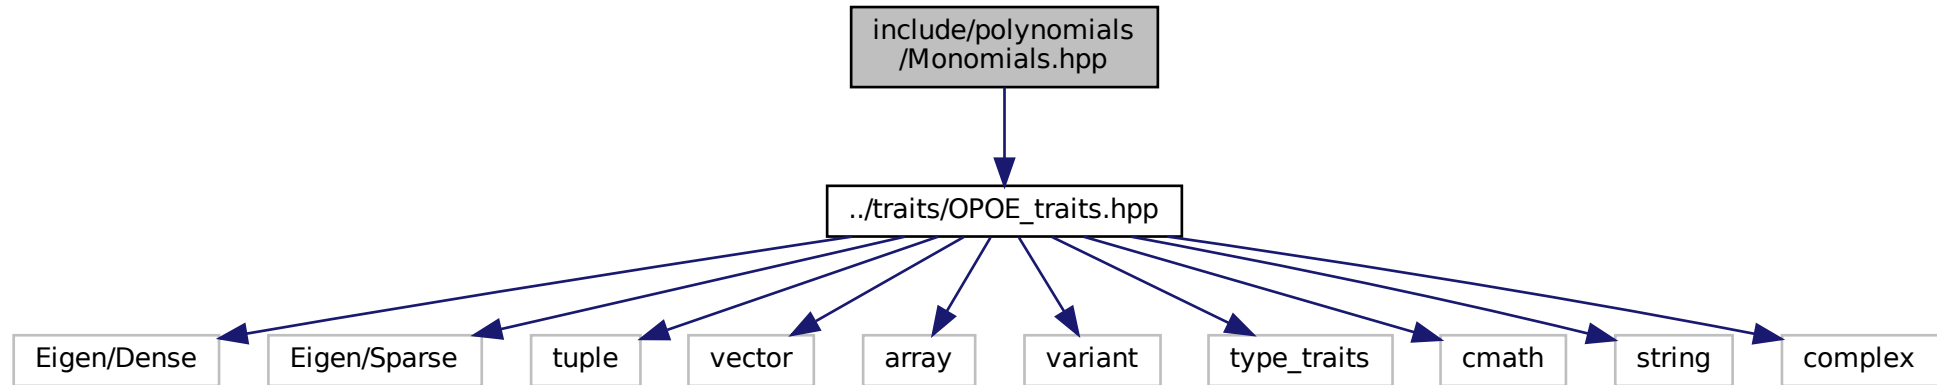 include/polynomials
/Monomials.hpp
../traits/OPOE_traits.hpp
Eigen/Dense
Eigen/Sparse
tuple
vector
array
variant
type_traits
cmath
string
complex